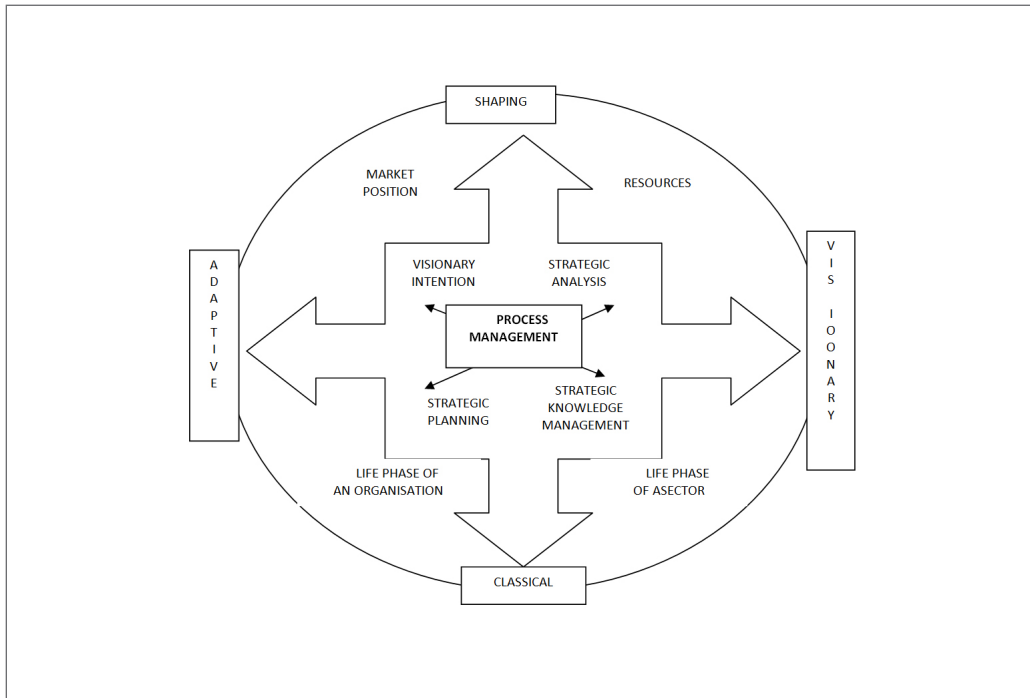 SHAPING
MARKET
POSITION
RESOURCES
A
D
A
P
T
I
V
E
VISIONARY
INTENTION
STRATEGIC
ANALYSIS
V
I S   I
O O
N A
R Y
PROCESS
MANAGEMENT
STRATEGIC
PLANNING
STRATEGIC
KNOWLEDGE
MANAGEMENT
LIFE PHASE OF
AN ORGANISATION
LIFE PHASE
OF ASECTOR
CLASSICAL